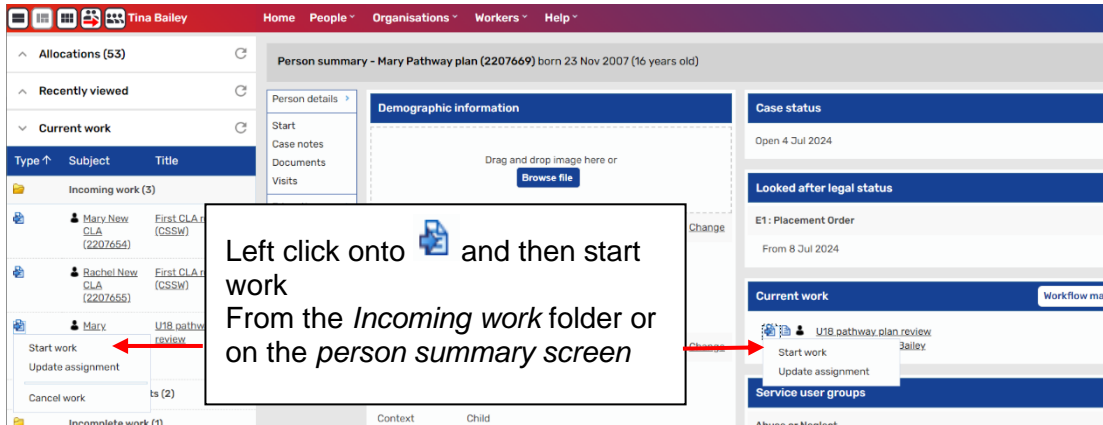 Tina Bailey
Home People Organisations Workers Help
Allocations (53)
Recently viewed
Current work
Type Subject Title
Incoming work (3)
Mary New CLA (2207654)
First CLA
(CSSW)
Rachel New CLA (2207655)
First CLA
(CSSW)
Mary
U18
review
Start work
Update assignment
Cancel work
(2)
Incomplete work (1)
Person summary - Mary Pathway plan (2207669) born 23 Nov 2007 (16 years old)
Person details
Start
Case notes
Documents
Visits
Demographic information
Drag and drop image here or
Browse file
Change
Left click onto and then start
work
From the Incoming work folder or
on the person summary screen
Change
Context Child
Case status
Open 4 Jul 2024
Looked after legal status
E1 : Placement Order
From 8 Jul 2024
Current work
Workflow
U18 pathway plan review
Bailey
Start work
Update assignment
Service user groups
Abuse or Neglect